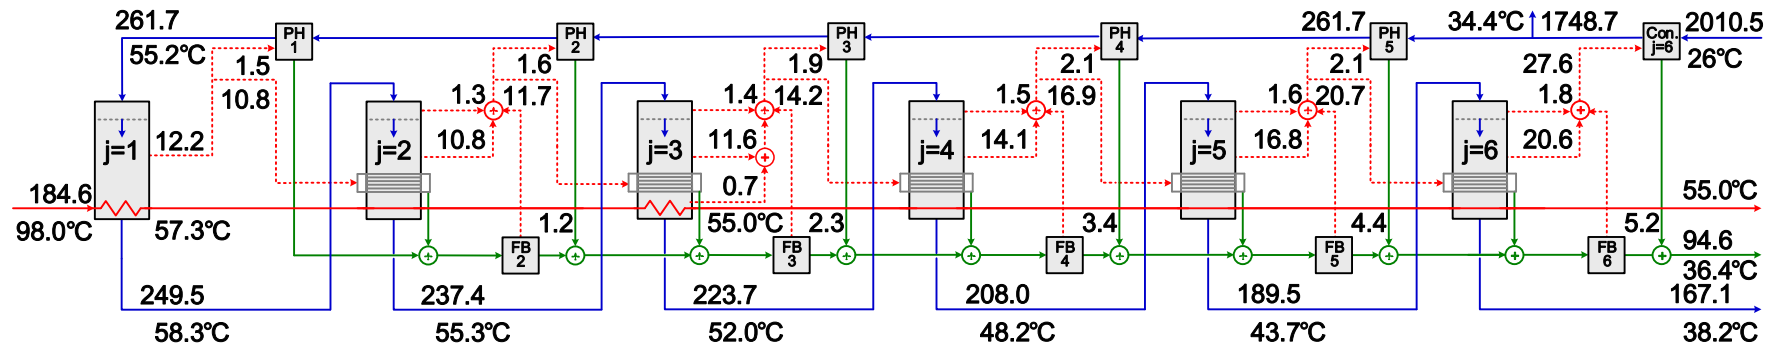 261.7 PH 1 PH 2 PH 3 PH 4 261.7 PH 5 34.4℃ 1748.7 Con. j=6 2010.5
55.2℃ 1.5 1.6 1.9 2.1 2.1 27.6 26℃
10.8 1.3 11.7 1.4 14.2 1.5 16.9 1.6 20.7 1.8
j=1 12.2 j=2 10.8 j=3 11.6 j=4 14.1 j=5 16.8 j=6 20.6
184.6 0.7 55.0℃
98.0℃ 57.3℃ 1.2 55.0℃ 2.3 3.4 4.4 5.2
FB 2 FB 3 FB 4 FB 5 FB 6 94.6
36.4℃
249.5 237.4 223.7 208.0 189.5 167.1
58.3℃ 55.3℃ 52.0℃ 48.2℃ 43.7℃ 38.2℃